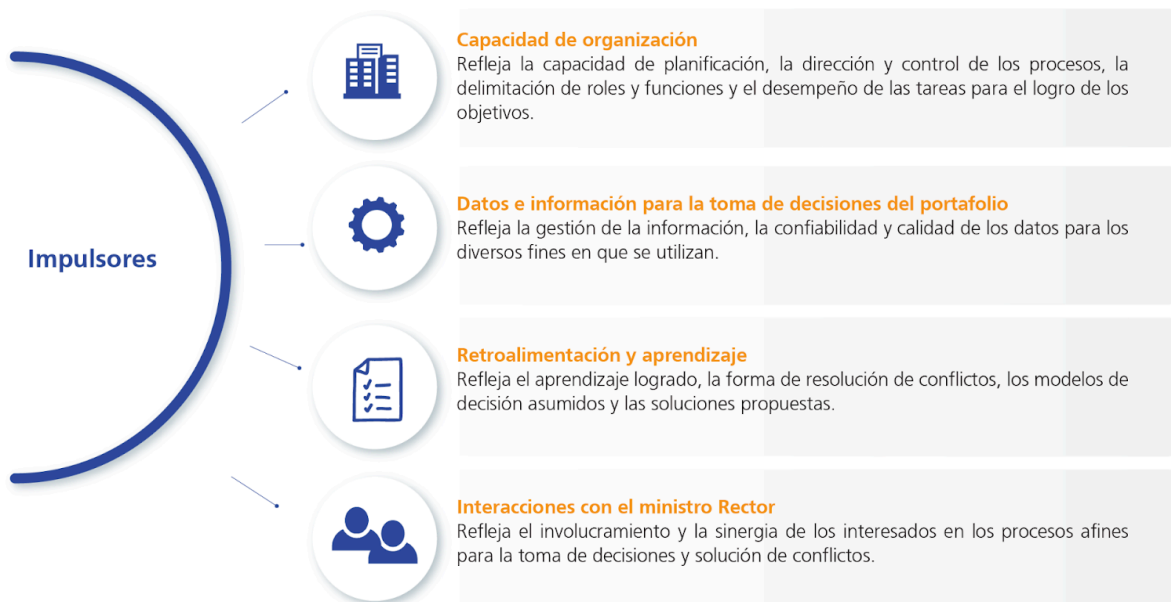 Impulsores
Capacidad de organización
Refleja la capacidad de planificación, la dirección y control de los procesos, la
delimitación de roles y funciones y el desempeño de las tareas para el logro de los
objetivos.
Datos e información para la toma de decisiones del portafolio
Refleja la gestión de la información, la confiabilidad y calidad de los datos para los
diversos fines en que se utilizan.
Retroalimentación y aprendizaje
Refleja el aprendizaje logrado, la forma de resolución de conflictos, los modelos de
decisión asumidos y las soluciones propuestas.
Interacciones con el ministro Rector
Refleja el involucramiento y la sinergia de los interesados en los procesos afines
para la toma de decisiones y solución de conflictos.